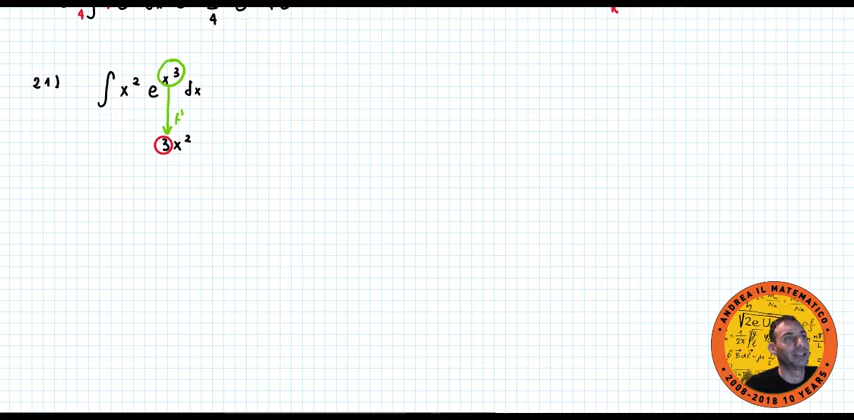 21) ∫ x² e^x³ dx
f'
3x²
ANDREA IL MATEMATICO
2008-2018 10 YEARS